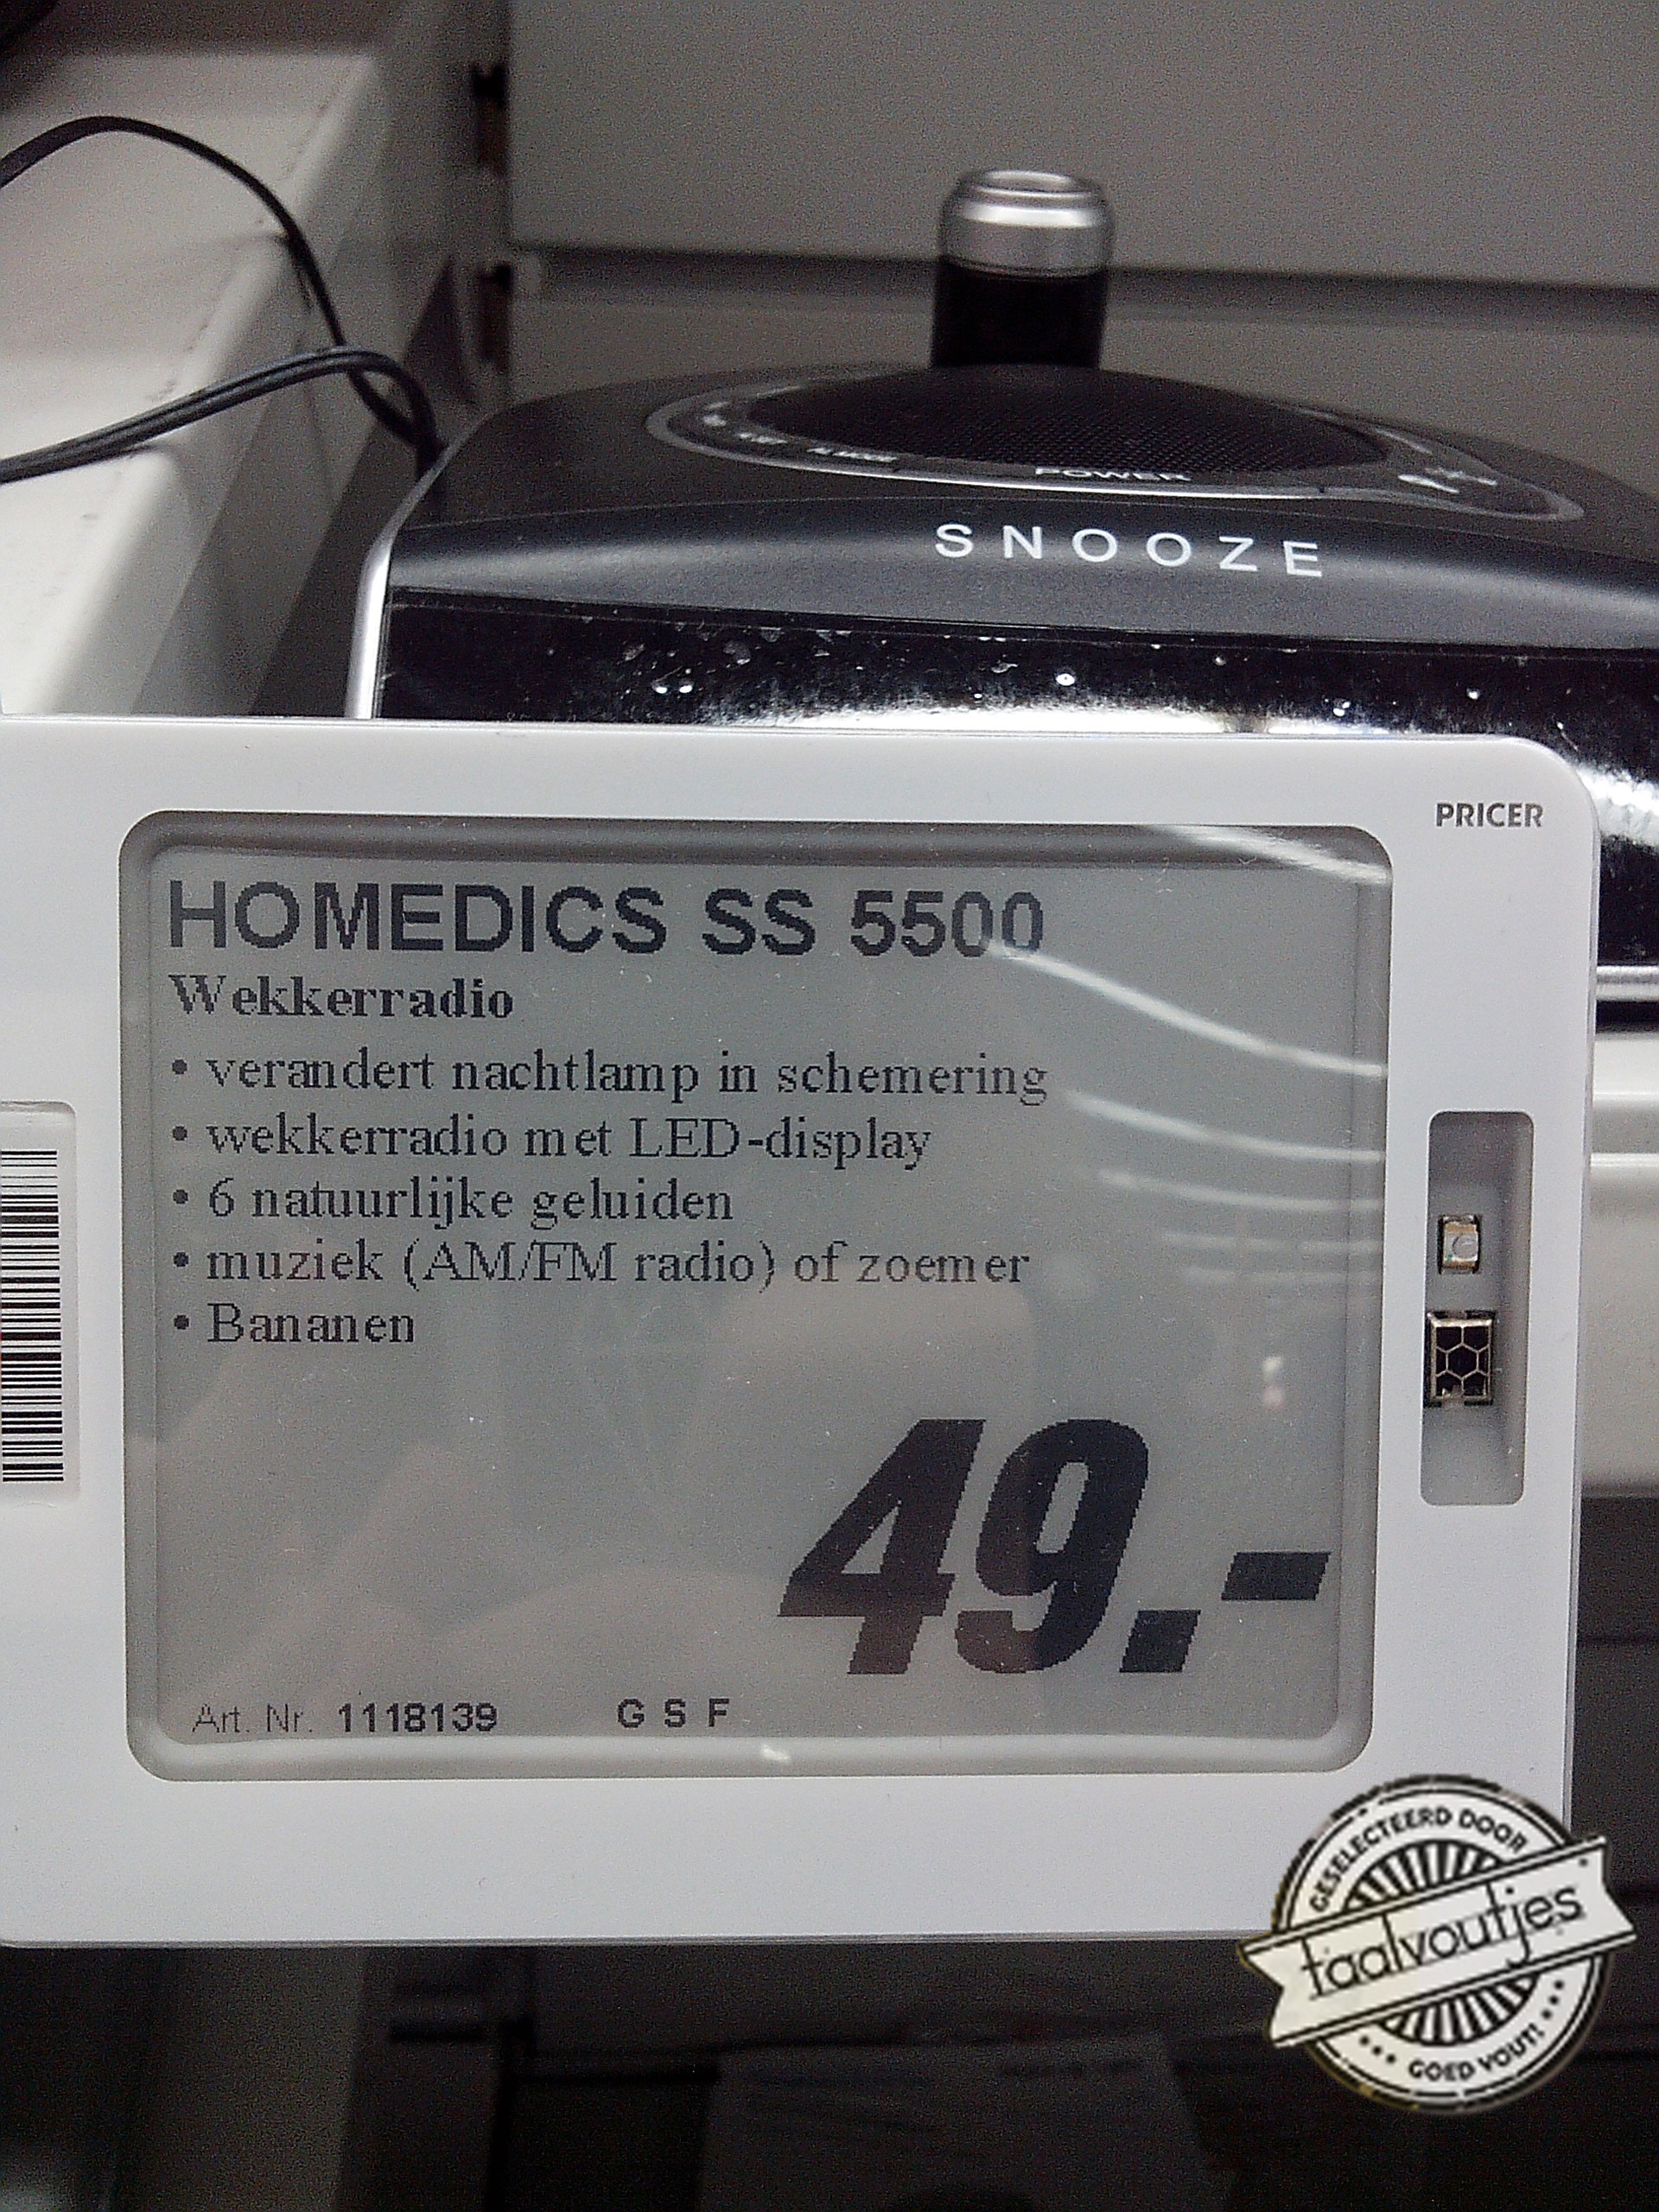 POWER
SNOOZE
PRICER
HOMEDICS SS 5500
Wekkerradio
• verandert nachtlamp in schemering
• wekkerradio met LED-display
• 6 natuurlijke geluiden
• muziek (AM/FM radio) of zoemer
• Bananen
49.-
Art. Nr. 1118139 G S F
GESELECTEERD DOOR
taalvoutjes
GOED VOUT!